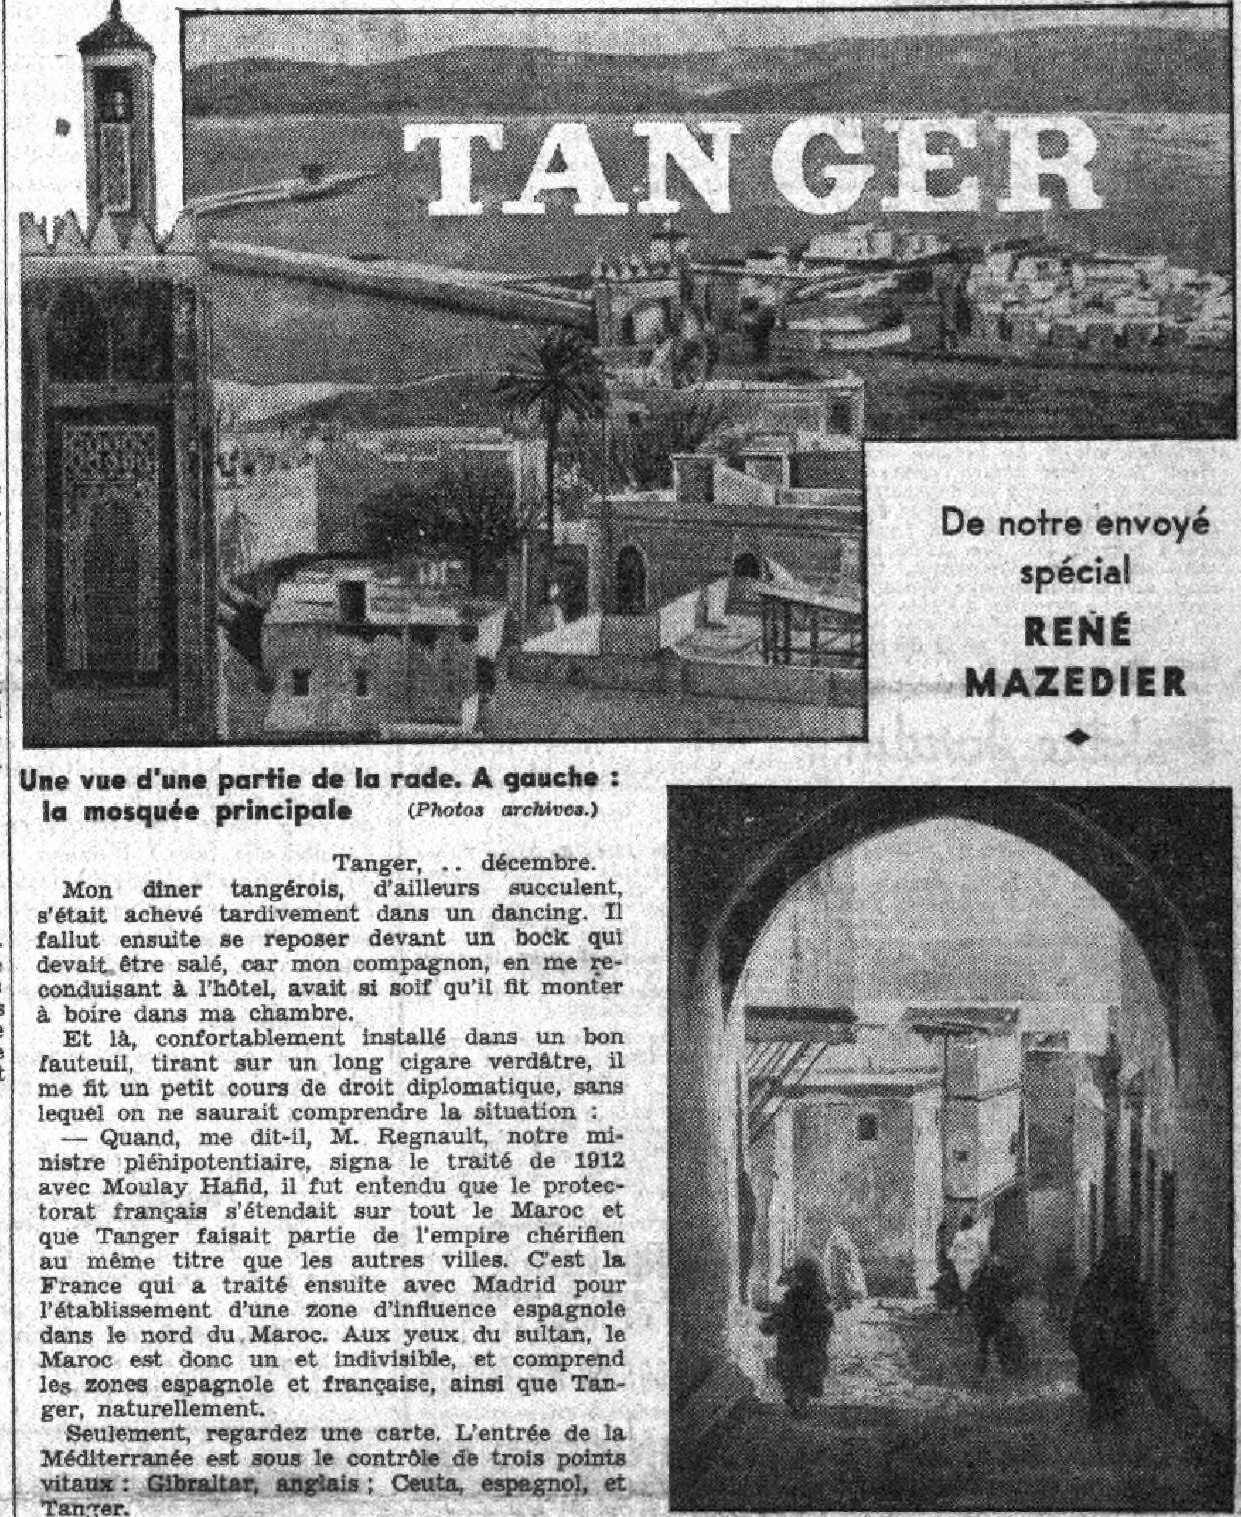 TANGER
De notre envoyé
spécial
RENÉ
MAZEDIER
Une vue d'une partie de la rade. A gauche :
la mosquée principale (Photos archives.)
Tanger, .. décembre.
Mon dîner tangérois, d'ailleurs succulent,
s'était achevé tardivement dans un dancing. Il
fallut ensuite se reposer devant un bock qui
devait être salé, car mon compagnon, en me re-
conduisant à l'hôtel, avait si soif qu'il fit monter
à boire dans ma chambre.
Et là, confortablement installé dans un bon
fauteuil, tirant sur un long cigare verdâtre, il
me fit un petit cours de droit diplomatique, sans
lequel on ne saurait comprendre la situation :
— Quand, me dit-il, M. Regnault, notre mi-
nistre plénipotentiaire, signa le traité de 1912
avec Moulay Hafid, il fut entendu que le protec-
torat français s'étendait sur tout le Maroc et
que Tanger faisait partie de l'empire chérifien
au même titre que les autres villes. C'est la
France qui a traité ensuite avec Madrid pour
l'établissement d'une zone d'influence espagnole
dans le nord du Maroc. Aux yeux du sultan, le
Maroc est donc un et indivisible, et comprend
les zones espagnole et française, ainsi que Tan-
ger, naturellement.
Seulement, regardez une carte. L'entrée de la
Méditerranée est sous le contrôle de trois points
vitaux : Gibraltar, anglais ; Ceuta, espagnol, et
Tanger.